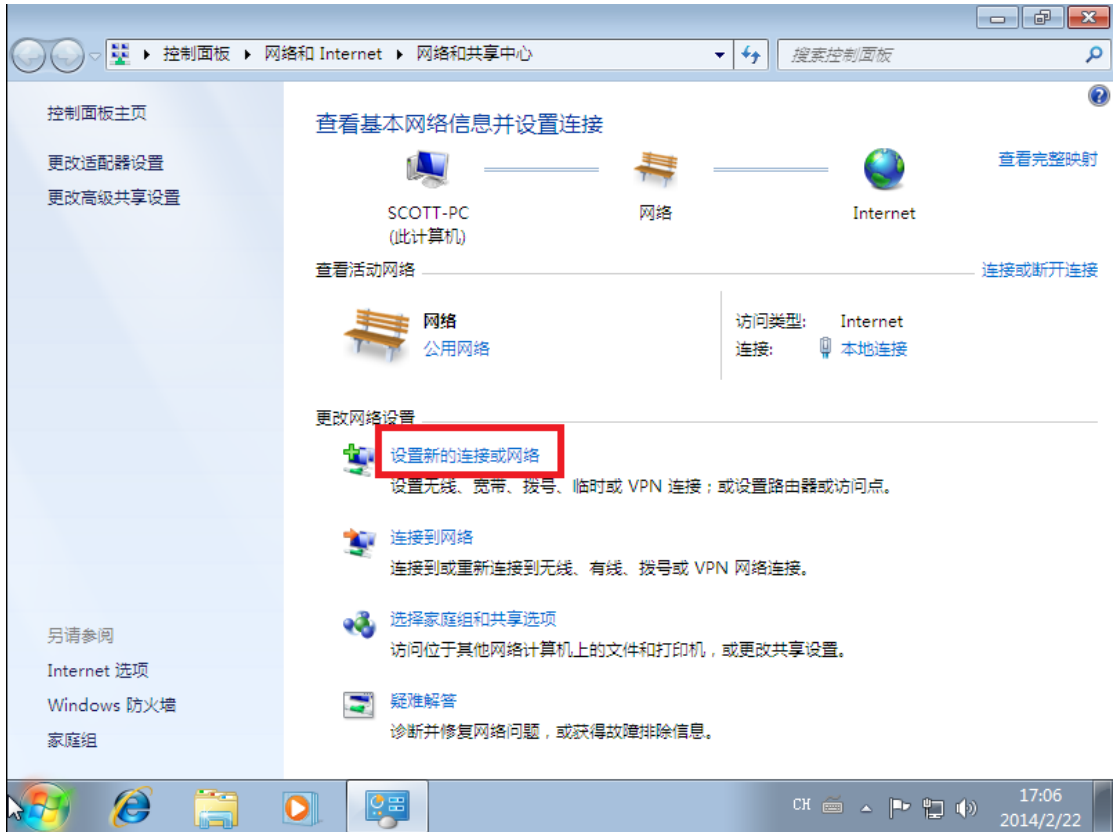 控制面板 网络和 Internet 网络和共享中心
搜索控制面板
控制面板主页
更改适配器设置
更改高级共享设置
查看基本网络信息并设置连接
查看完整映射
SCOTT-PC
(此计算机)
网络
Internet
查看活动网络
连接或断开连接
网络
公用网络
访问类型: Internet
连接: 本地连接
更改网络设置
设置新的连接或网络
设置无线、宽带、拨号、临时或 VPN 连接；或设置路由器或访问点。
连接到网络
连接到或重新连接到无线、有线、拨号或 VPN 网络连接。
选择家庭组和共享选项
访问位于其他网络计算机上的文件和打印机，或更改共享设置。
疑难解答
诊断并修复网络问题，或获得故障排除信息。
另请参阅
Internet 选项
Windows 防火墙
家庭组
CH
17:06
2014/2/22